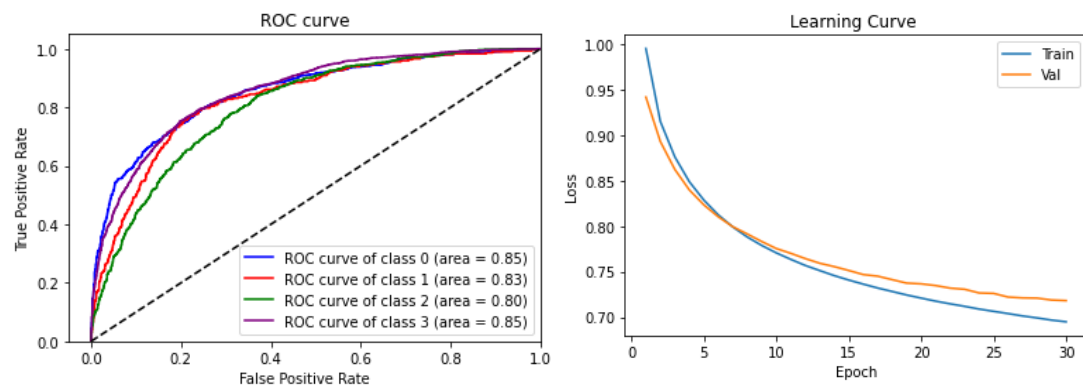 ROC curve
1.0
0.8
0.6
0.4
0.2
0.0
True Positive Rate
ROC curve of class 0 (area = 0.85)
ROC curve of class 1 (area = 0.83)
ROC curve of class 2 (area = 0.80)
ROC curve of class 3 (area = 0.85)
0.0 0.2 0.4 0.6 0.8 1.0
False Positive Rate
Learning Curve
1.00
0.95
0.90
0.85
0.80
0.75
0.70
Loss
Train
Val
0 5 10 15 20 25 30
Epoch